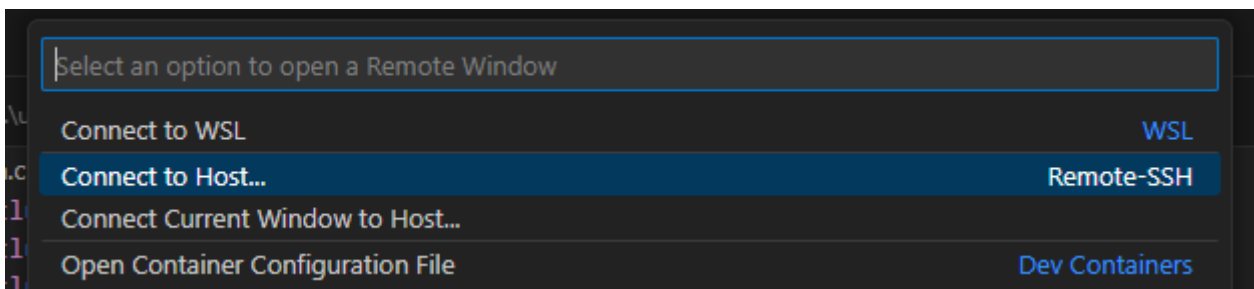 Select an option to open a Remote Window
Connect to WSL WSL
Connect to Host... Remote-SSH
Connect Current Window to Host...
Open Container Configuration File Dev Containers